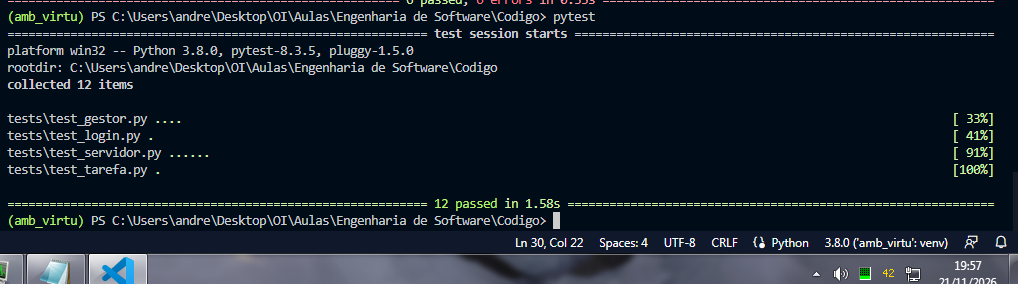 (amb_virtu) PS C:\Users\andre\Desktop\OI\Aulas\Engenharia de Software\Codigo> pytest
================ test session starts ================
platform win32 -- Python 3.8.0, pytest-8.3.5, pluggy-1.5.0
rootdir: C:\Users\andre\Desktop\OI\Aulas\Engenharia de Software\Codigo
collected 12 items
tests\test_gestor.py .... [ 33%]
tests\test_login.py . [ 41%]
tests\test_servidor.py ...... [ 91%]
tests\test_tarefa.py . [100%]
================ 12 passed in 1.58s ================
(amb_virtu) PS C:\Users\andre\Desktop\OI\Aulas\Engenharia de Software\Codigo>
Ln 30, Col 22 Spaces: 4 UTF-8 CRLF Python 3.8.0 ('amb_virtu': venv)
42 19:57